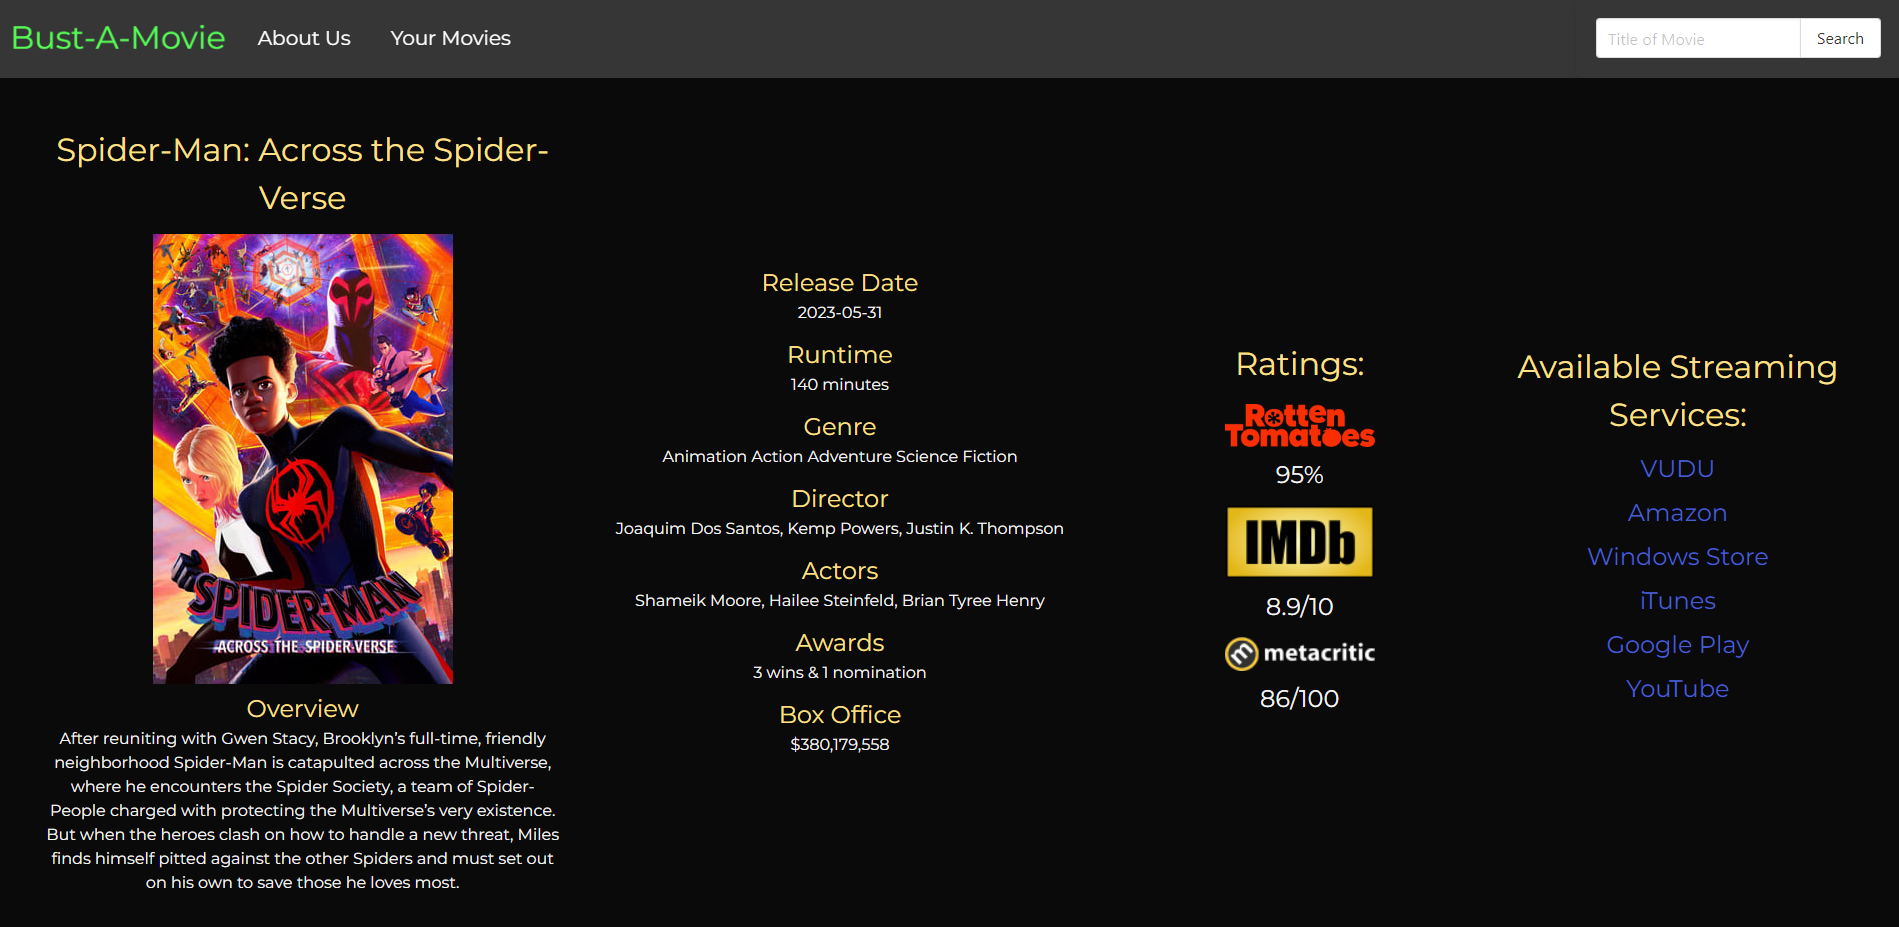 Bust-A-Movie
About Us
Your Movies
Title of Movie
Search
Spider-Man: Across the Spider-
Verse
SPIDER-MAN
ACROSS THE SPIDER-VERSE
Overview
After reuniting with Gwen Stacy, Brooklyn’s full-time, friendly
neighborhood Spider-Man is catapulted across the Multiverse,
where he encounters the Spider Society, a team of Spider-
People charged with protecting the Multiverse’s very existence.
But when the heroes clash on how to handle a new threat, Miles
finds himself pitted against the other Spiders and must set out
on his own to save those he loves most.
Release Date
2023-05-31
Runtime
140 minutes
Genre
Animation Action Adventure Science Fiction
Director
Joaquim Dos Santos, Kemp Powers, Justin K. Thompson
Actors
Shameik Moore, Hailee Steinfeld, Brian Tyree Henry
Awards
3 wins & 1 nomination
Box Office
$380,179,558
Ratings:
Rotten
Tomatoes
95%
IMDb
8.9/10
metacritic
86/100
Available Streaming
Services:
VUDU
Amazon
Windows Store
iTunes
Google Play
YouTube